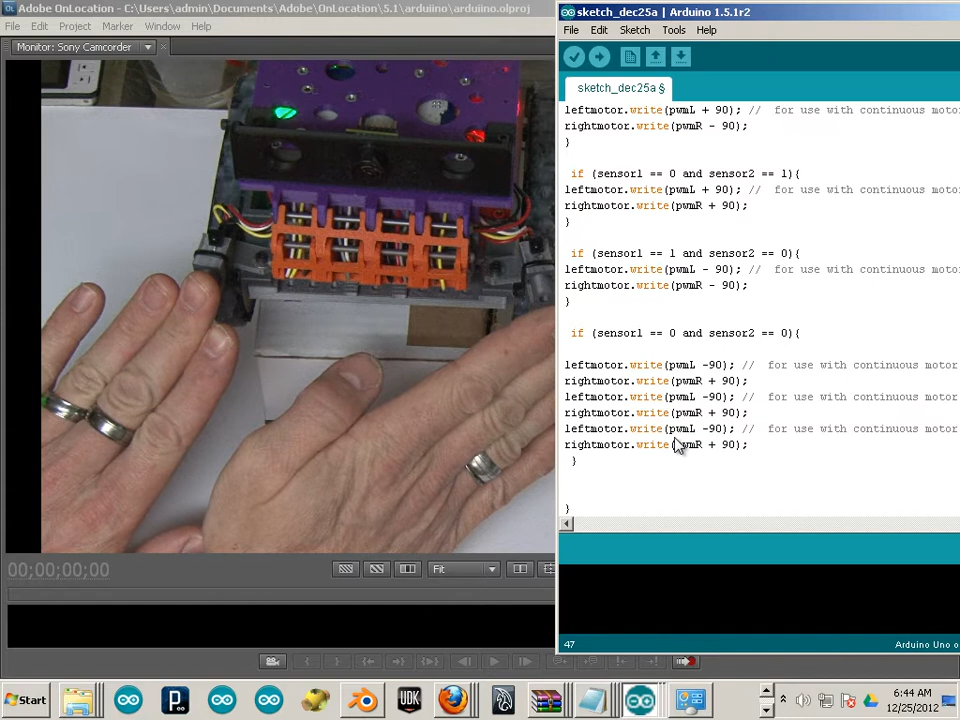 Adobe OnLocation - C:\Users\admin\Documents\Adobe\OnLocation\5.1\arduiino\arduiino.olproj
File Edit Project Marker Window Help
Monitor: Sony Camcorder
00;00;00;00
Fit
sketch_dec25a | Arduino 1.5.1r2
File Edit Sketch Tools Help
sketch_dec25a §
leftmotor.write(pwmL + 90); // for use with continuous motor
rightmotor.write(pwmR - 90);
}
if (sensor1 == 0 and sensor2 == 1){
leftmotor.write(pwmL + 90); // for use with continuous moto
rightmotor.write(pwmR + 90);
}
if (sensor1 == 1 and sensor2 == 0){
leftmotor.write(pwmL - 90); // for use with continuous moto
rightmotor.write(pwmR - 90);
}
if (sensor1 == 0 and sensor2 == 0){
leftmotor.write(pwmL -90); // for use with continuous motor
rightmotor.write(pwmR + 90);
leftmotor.write(pwmL -90); // for use with continuous motor
rightmotor.write(pwmR + 90);
leftmotor.write(pwmL -90); // for use with continuous motor
rightmotor.write(pwmR + 90);
}
}
47
Arduino Uno o
Start
UDK
6:44 AM
12/25/2012